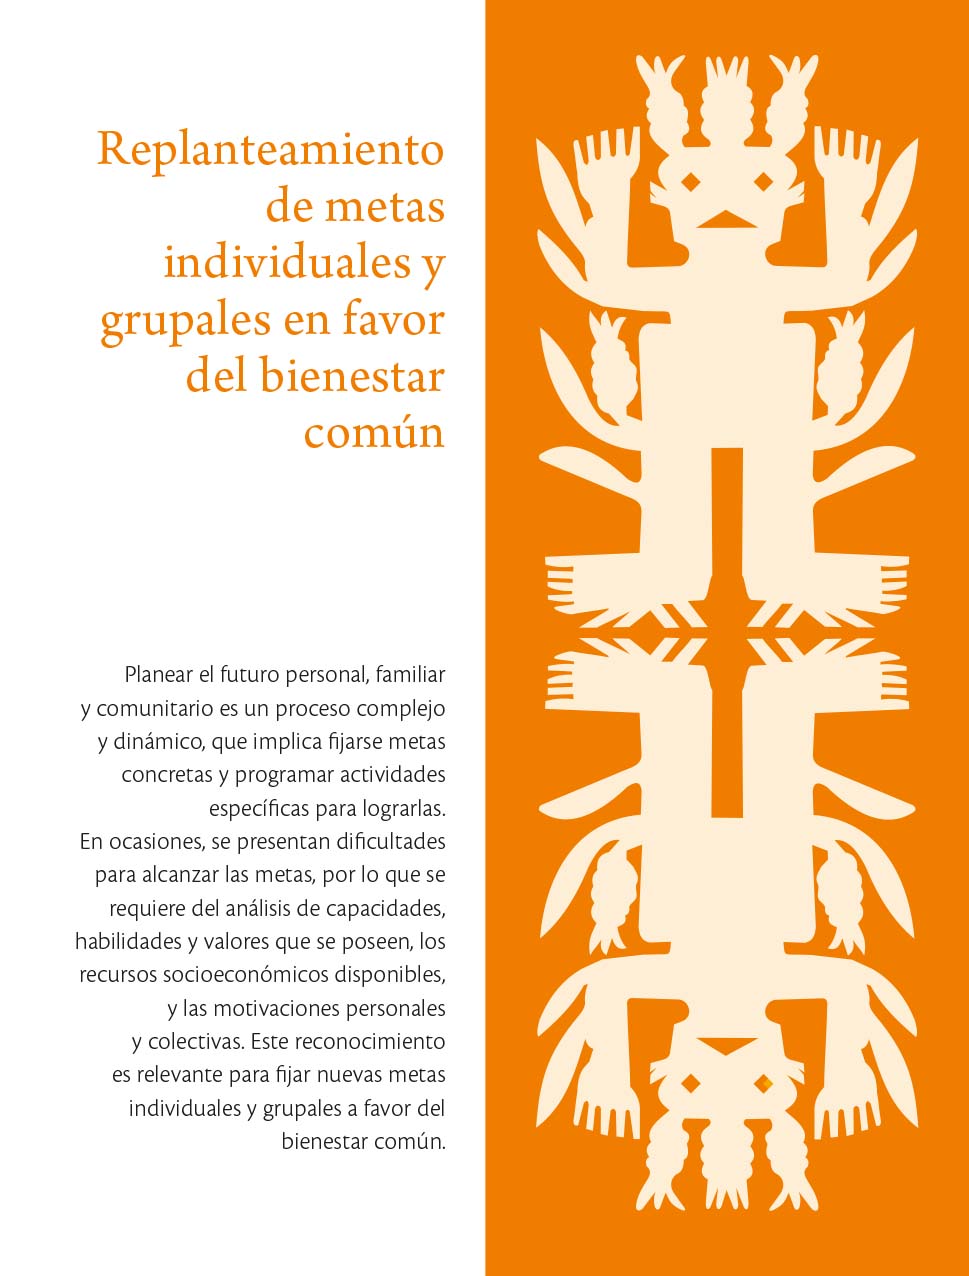 Replanteamiento
de metas
individuales y
grupales en favor
del bienestar
común
Planear el futuro personal, familiar
y comunitario es un proceso complejo
y dinámico, que implica fijarse metas
concretas y programar actividades
específicas para lograrlas.
En ocasiones, se presentan dificultades
para alcanzar las metas, por lo que se
requiere del análisis de capacidades,
habilidades y valores que se poseen, los
recursos socioeconómicos disponibles,
y las motivaciones personales
y colectivas. Este reconocimiento
es relevante para fijar nuevas metas
individuales y grupales a favor del
bienestar común.